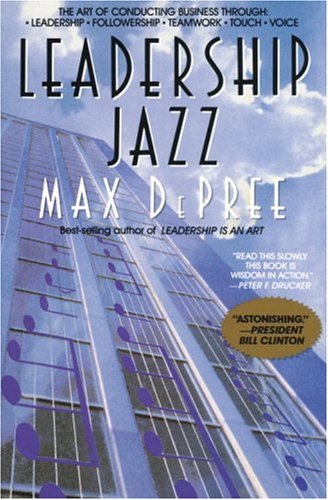 THE ART OF CONDUCTING BUSINESS THROUGH:
• LEADERSHIP • FOLLOWERSHIP • TEAMWORK • TOUCH • VOICE
LEADERSHIP
JAZZ
MAX DePREE
Best-selling author of LEADERSHIP IS AN ART
"READ THIS SLOWLY
THIS BOOK IS
WISDOM IN ACTION."
—PETER F. DRUCKER
"ASTONISHING."
—PRESIDENT
BILL CLINTON